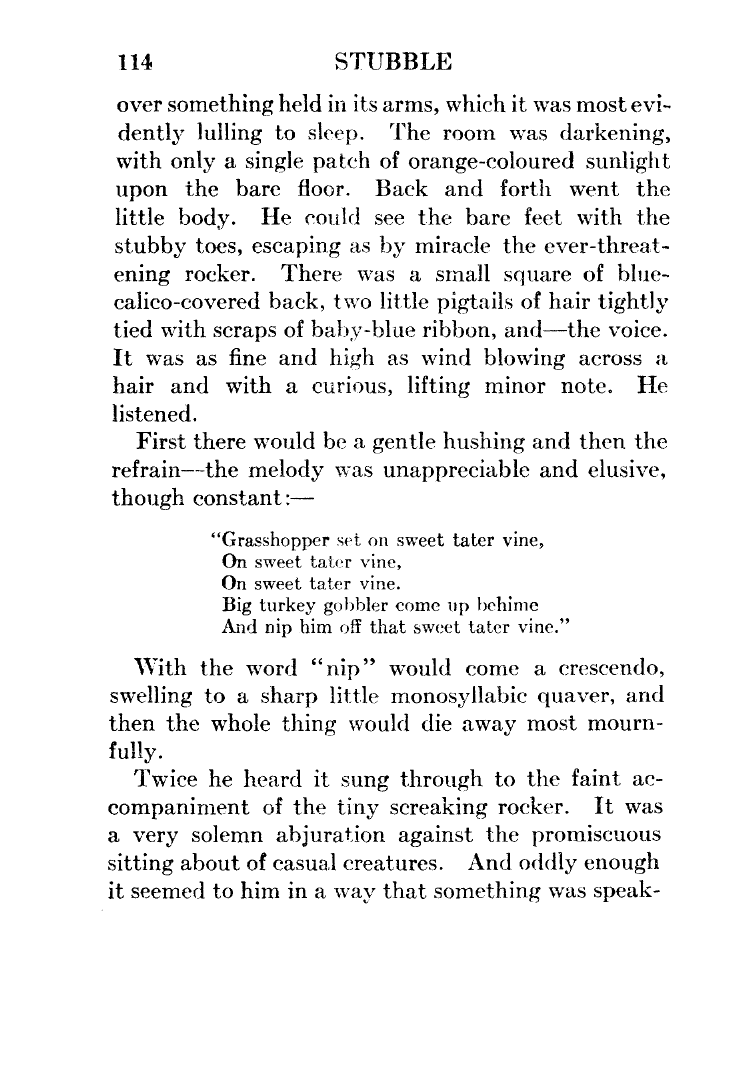 114 STUBBLE
over something held in its arms, which it was most evi-
dently lulling to sleep. The room was darkening,
with only a single patch of orange-coloured sunlight
upon the bare floor. Back and forth went the
little body. He could see the bare feet with the
stubby toes, escaping as by miracle the ever-threat-
ening rocker. There was a small square of blue-
calico-covered back, two little pigtails of hair tightly
tied with scraps of baby-blue ribbon, and—the voice.
It was as fine and high as wind blowing across a
hair and with a curious, lifting minor note. He
listened.
First there would be a gentle hushing and then the
refrain—the melody was unappreciable and elusive,
though constant:—
"Grasshopper set on sweet tater vine,
On sweet tater vine,
On sweet tater vine.
Big turkey gobbler come up behime
And nip him off that sweet tater vine."
With the word "nip" would come a crescendo,
swelling to a sharp little monosyllabic quaver, and
then the whole thing would die away most mourn-
fully.
Twice he heard it sung through to the faint ac-
companiment of the tiny screaking rocker. It was
a very solemn abjuration against the promiscuous
sitting about of casual creatures. And oddly enough
it seemed to him in a way that something was speak-